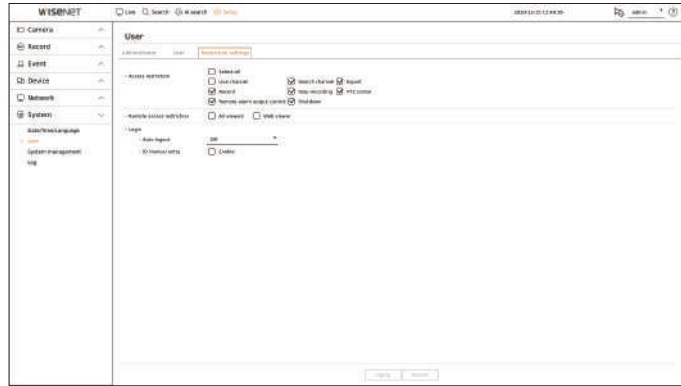 WISENET
Live Search AI search Setup
admin
Camera
Record
Event
Device
Network
System
Date/Time/Language
User
System management
Log
User
Administrator User Permission settings
- Access restriction
Select all
Live channel Search channel Export
Record Stop recording PTZ control
Remote alarm output control Shutdown
- Remote access restriction All viewers Web viewer
- Login
- Auto logout Off
- ID manual entry Enable
Apply Revert